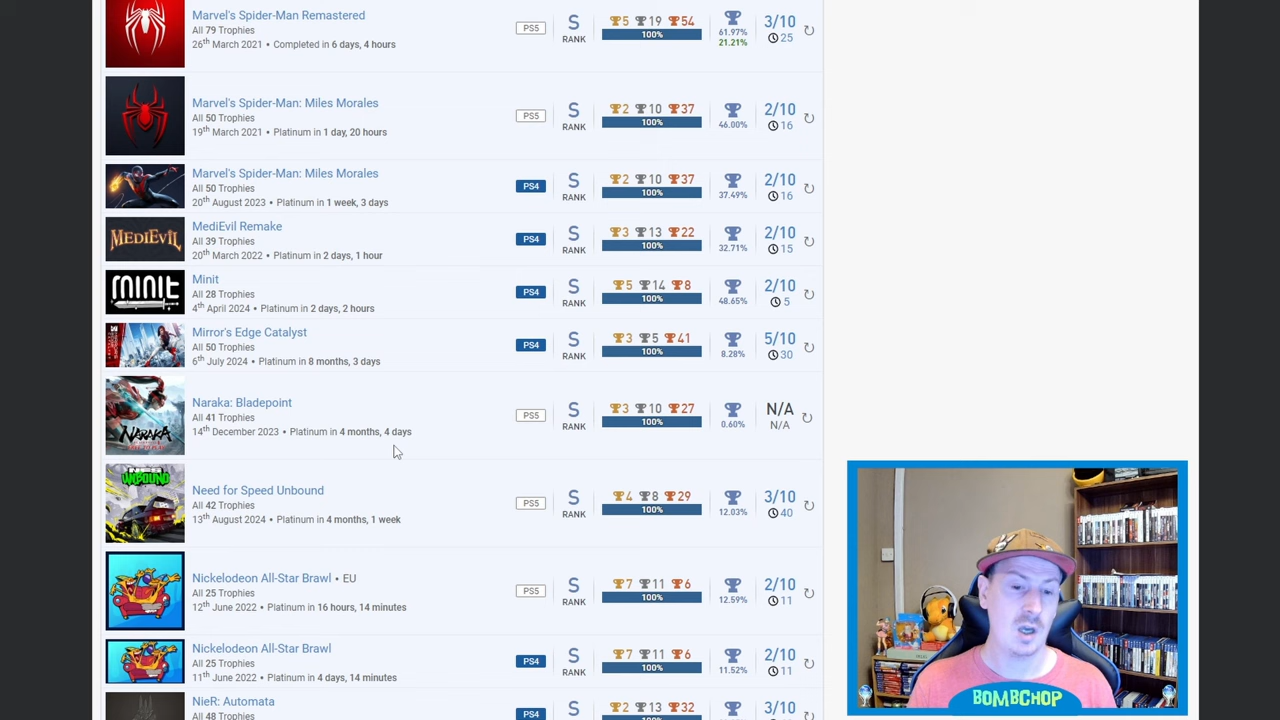 Marvel's Spider-Man Remastered
All 79 Trophies
26th March 2021 • Completed in 6 days, 4 hours
PS5
S
RANK
5 19 54
100%
61.97%
21.21%
3/10
25
Marvel's Spider-Man: Miles Morales
All 50 Trophies
19th March 2021 • Platinum in 1 day, 20 hours
PS5
S
RANK
2 10 37
100%
46.00%
2/10
16
Marvel's Spider-Man: Miles Morales
All 50 Trophies
20th August 2023 • Platinum in 1 week, 3 days
PS4
S
RANK
2 10 37
100%
37.49%
2/10
16
MEDIEVIL
MediEvil Remake
All 39 Trophies
20th March 2022 • Platinum in 2 days, 1 hour
PS4
S
RANK
3 13 22
100%
32.71%
2/10
15
minit
Minit
All 28 Trophies
4th April 2024 • Platinum in 2 days, 2 hours
PS4
S
RANK
5 14 8
100%
48.65%
2/10
5
Mirror's Edge Catalyst
All 50 Trophies
6th July 2024 • Platinum in 8 months, 3 days
PS4
S
RANK
3 5 41
100%
8.28%
5/10
30
NARAKA
Naraka: Bladepoint
All 41 Trophies
14th December 2023 • Platinum in 4 months, 4 days
PS5
S
RANK
3 10 27
100%
0.60%
N/A
N/A
NFS
UNBOUND
Need for Speed Unbound
All 42 Trophies
13th August 2024 • Platinum in 4 months, 1 week
PS5
S
RANK
4 8 29
100%
12.03%
3/10
40
Nickelodeon All-Star Brawl • EU
All 25 Trophies
12th June 2022 • Platinum in 16 hours, 14 minutes
PS5
S
RANK
7 11 6
100%
12.59%
2/10
11
Nickelodeon All-Star Brawl
All 25 Trophies
11th June 2022 • Platinum in 4 days, 14 minutes
PS4
S
RANK
7 11 6
100%
11.52%
2/10
11
NieR: Automata
All 48 Trophies
PS4
S
2 13 32
3/10
BOMBCHOP